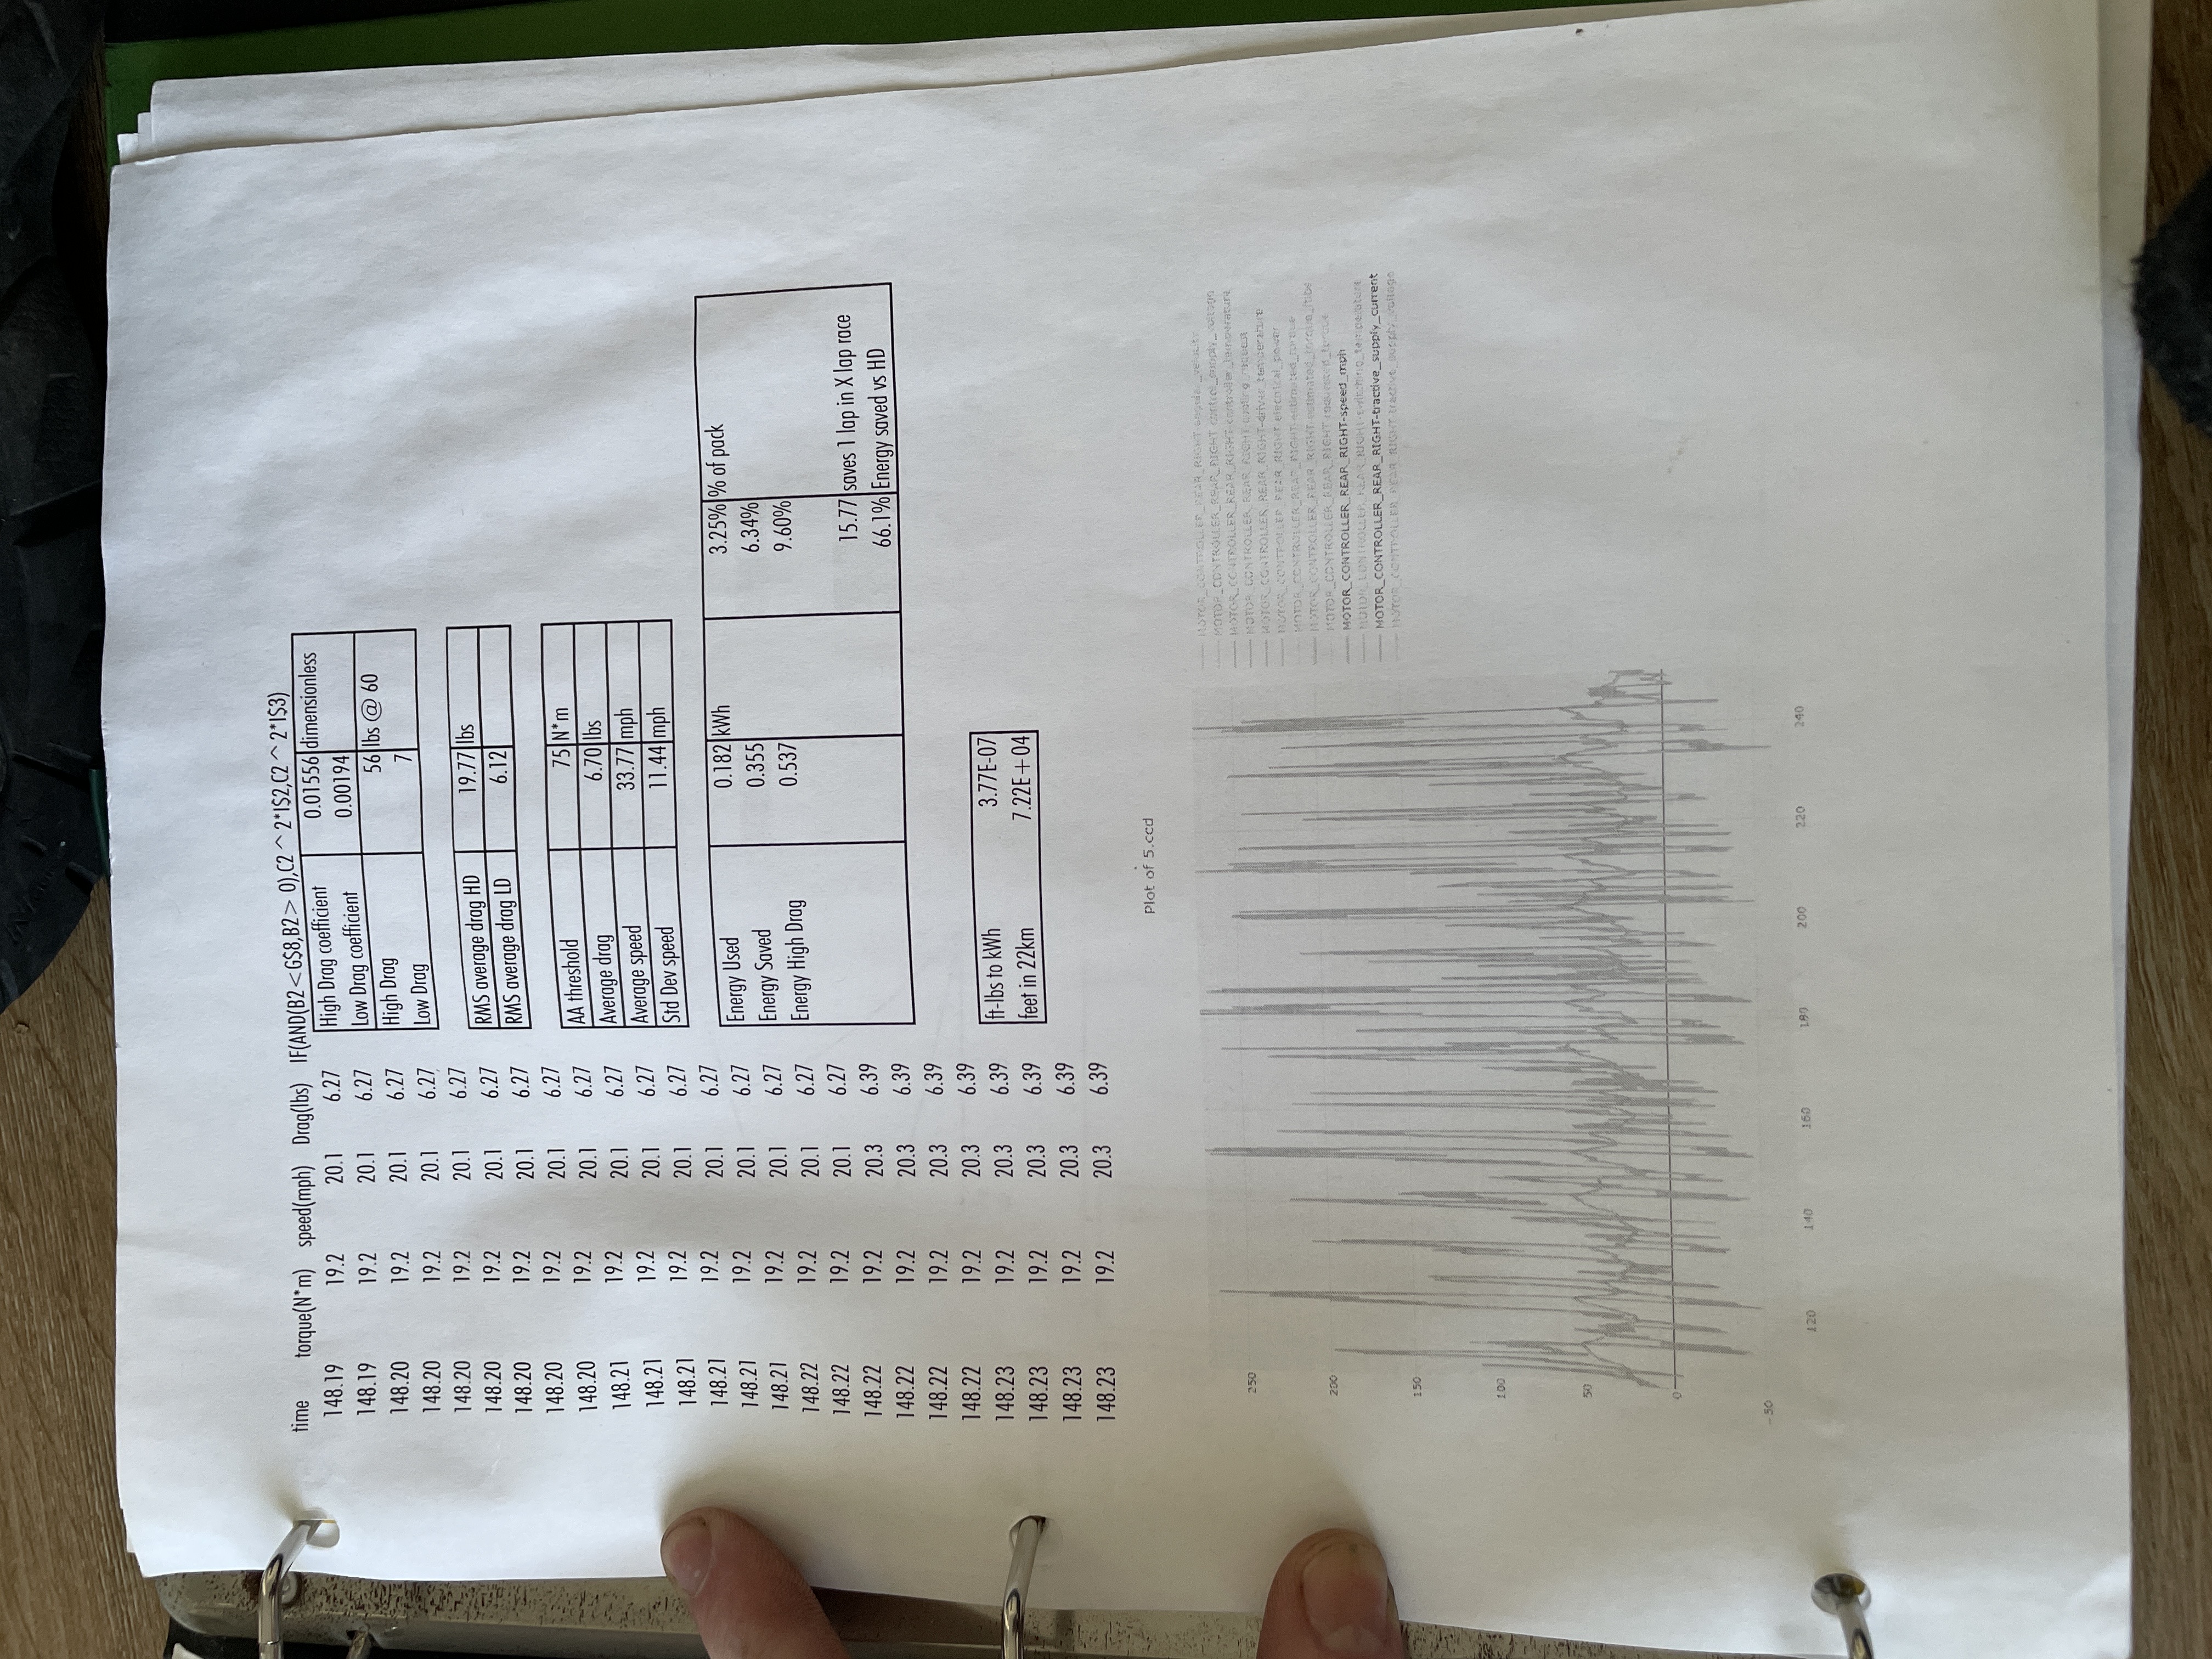 time torque(N*m) speed(mph) Drag(lbs) IF(AND(B2<G$8,B2> 0),C2 ^ 2*I$2,C2 ^ 2*I$3)
148.19 19.2 20.1 6.27 High Drag coefficient 0.01556 dimensionless
148.19 19.2 20.1 6.27 Low Drag coefficient 0.00194
148.20 19.2 20.1 6.27 High Drag 56 lbs @ 60
148.20 19.2 20.1 6.27 Low Drag 7
148.20 19.2 20.1 6.27 RMS average drag HD 19.77 lbs
148.20 19.2 20.1 6.27 RMS average drag LD 6.12
148.20 19.2 20.1 6.27
148.20 19.2 20.1 6.27 AA threshold 75 N*m
148.20 19.2 20.1 6.27 Average drag 6.70 lbs
148.21 19.2 20.1 6.27 Average speed 33.77 mph
148.21 19.2 20.1 6.27 Std Dev speed 11.44 mph
148.21 19.2 20.1 6.27
148.21 19.2 20.1 6.27 Energy Used 0.182 kWh 3.25% % of pack
148.21 19.2 20.1 6.27 Energy Saved 0.355 6.34%
148.21 19.2 20.1 6.27 Energy High Drag 0.537 9.60%
148.22 19.2 20.1 6.27
148.22 19.2 20.1 6.27 15.77 saves 1 lap in X lap race
148.22 19.2 20.3 6.39 66.1% Energy saved vs HD
148.22 19.2 20.3 6.39
148.22 19.2 20.3 6.39
148.22 19.2 20.3 6.39 ft-lbs to kWh 3.77E-07
148.23 19.2 20.3 6.39 feet in 22km 7.22E+04
148.23 19.2 20.3 6.39
148.23 19.2 20.3 6.39
148.23 19.2 20.3 6.39
Plot of 5.ccd
MOTOR_CONTROLLER_REAR_RIGHT-angular_velocity
MOTOR_CONTROLLER_REAR_RIGHT-control_supply_voltage
MOTOR_CONTROLLER_REAR_RIGHT-controller_temperature
MOTOR_CONTROLLER_REAR_RIGHT-cooling_request
MOTOR_CONTROLLER_REAR_RIGHT-driver_temperature
MOTOR_CONTROLLER_REAR_RIGHT-electrical_power
MOTOR_CONTROLLER_REAR_RIGHT-estimated_torque
MOTOR_CONTROLLER_REAR_RIGHT-estimated_torque_ftlbs
MOTOR_CONTROLLER_REAR_RIGHT-requested_torque
MOTOR_CONTROLLER_REAR_RIGHT-speed_mph
MOTOR_CONTROLLER_REAR_RIGHT-switching_temperature
MOTOR_CONTROLLER_REAR_RIGHT-tractive_supply_current
MOTOR_CONTROLLER_REAR_RIGHT-tractive_supply_voltage
250
200
150
100
50
0
-50
120 140 160 180 200 220 240